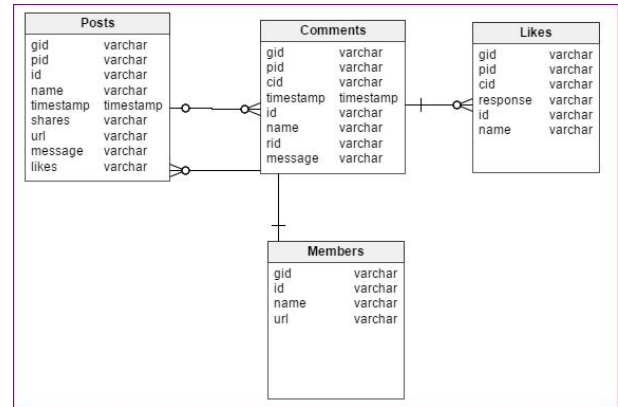 Posts
gid varchar
pid varchar
id varchar
name varchar
timestamp timestamp
shares varchar
url varchar
message varchar
likes varchar
Comments
gid varchar
pid varchar
cid varchar
timestamp timestamp
id varchar
name varchar
rid varchar
message varchar
Likes
gid varchar
pid varchar
cid varchar
response varchar
id varchar
name varchar
Members
gid varchar
id varchar
name varchar
url varchar